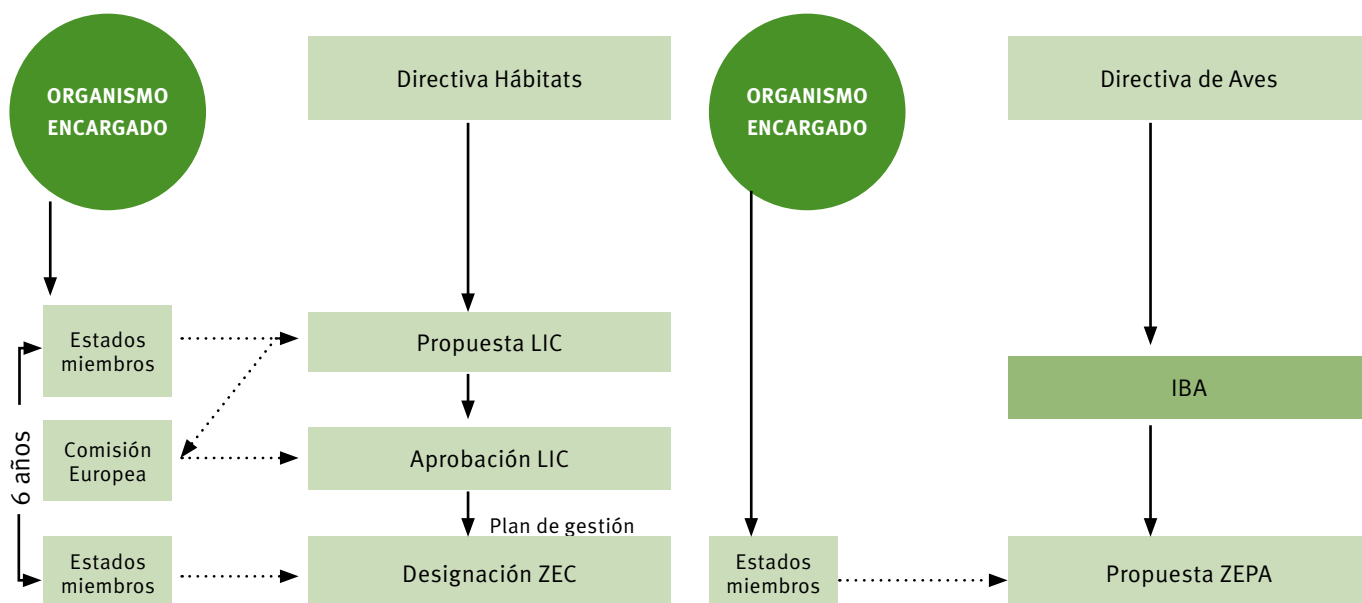 ORGANISMO
ENCARGADO
Directiva Hábitats
Estados
miembros
Propuesta LIC
6 años
Comisión
Europea
Aprobación LIC
Plan de gestión
Estados
miembros
Designación ZEC
ORGANISMO
ENCARGADO
Directiva de Aves
IBA
Estados
miembros
Propuesta ZEPA